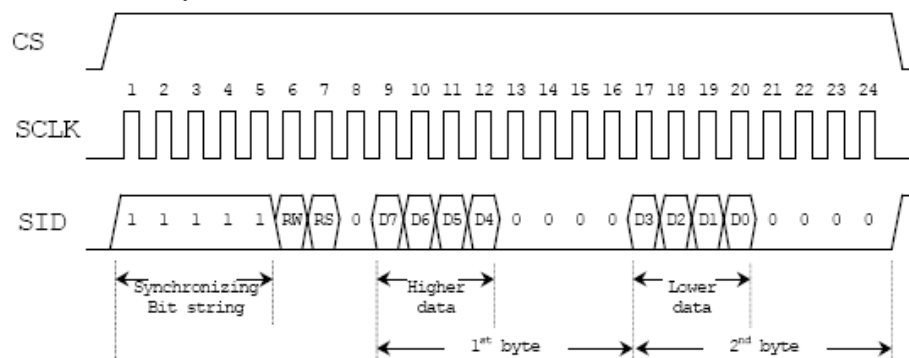 CS
1 2 3 4 5 6 7 8 9 10 11 12 13 14 15 16 17 18 19 20 21 22 23 24
SCLK
SID 1 1 1 1 1 RW RS 0 D7 D6 D5 D4 0 0 0 0 D3 D2 D1 D0 0 0 0 0
Synchronizing Higher Lower
Bit string data data
1st byte 2nd byte